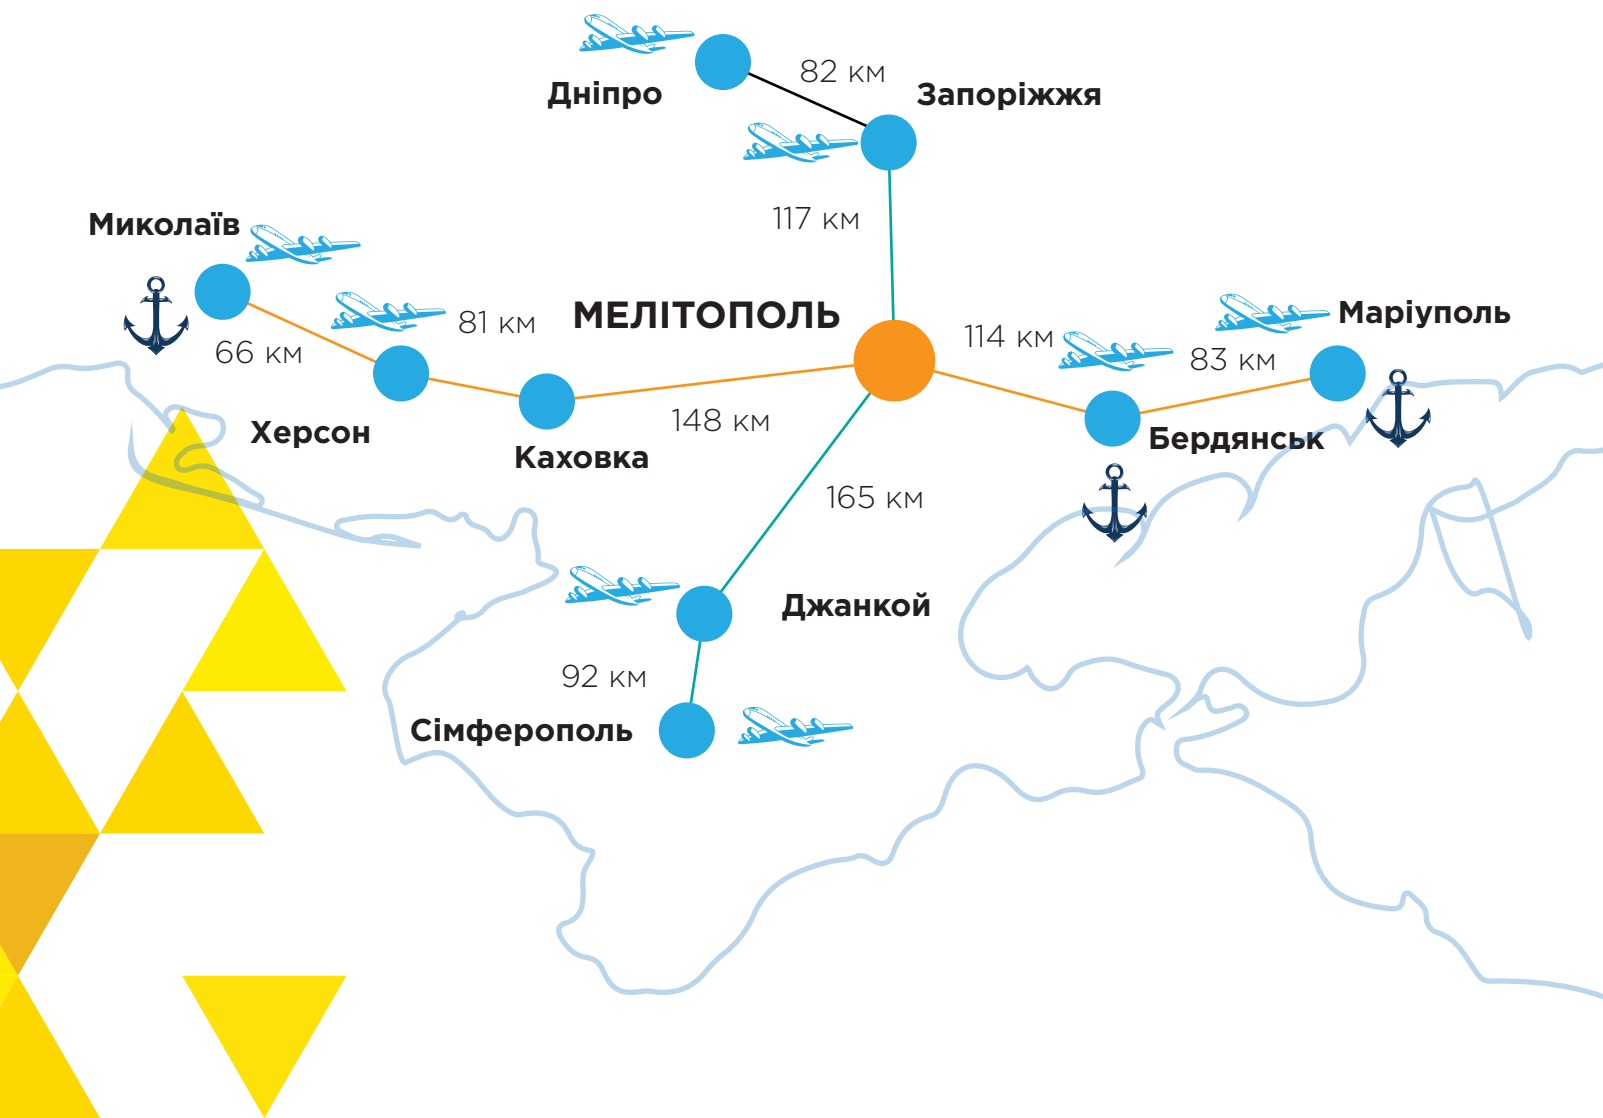 82 км
Дніпро
Запоріжжя
117 км
Миколаїв
МЕЛІТОПОЛЬ
81 км
114 км
Маріуполь
66 км
83 км
148 км
Херсон
Каховка
Бердянськ
165 км
Джанкой
92 км
Сімферополь